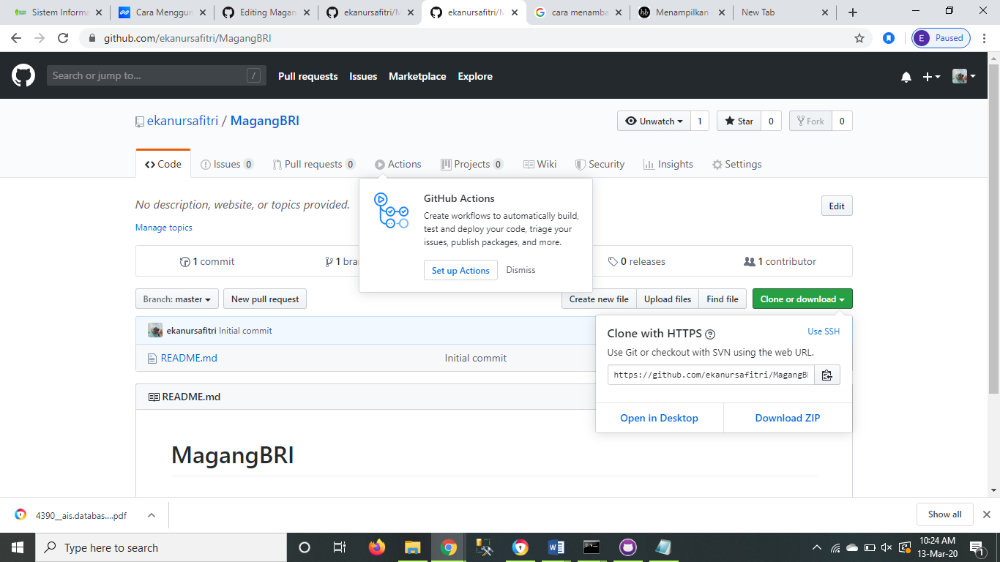 Sistem Informa
Cara Menggun
Editing Magan
ekanursafitri/M
ekanursafitri/M
cara menamba
Menampilkan
New Tab
github.com/ekanursafitri/MagangBRI
E Paused
Search or jump to...
/
Pull requests
Issues
Marketplace
Explore
ekanursafitri / MagangBRI
Unwatch 1
Star 0
Fork 0
Code
Issues 0
Pull requests 0
Actions
Projects 0
Wiki
Security
Insights
Settings
No description, website, or topics provided.
Edit
Manage topics
GitHub Actions
Create workflows to automatically build,
test and deploy your code, triage your
issues, publish packages, and more.
Set up Actions
Dismiss
1 commit
1 bra
0 releases
1 contributor
Branch: master
New pull request
Create new file
Upload files
Find file
Clone or download
ekanursafitri Initial commit
README.md
Initial commit
Clone with HTTPS
Use SSH
Use Git or checkout with SVN using the web URL.
https://github.com/ekanursafitri/MagangBR
Open in Desktop
Download ZIP
README.md
MagangBRI
4390__ais.databas....pdf
Show all
Type here to search
10:24 AM
13-Mar-20
1